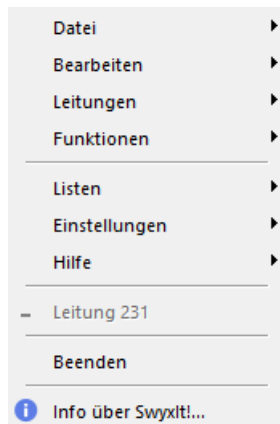 Datei
Bearbeiten
Leitungen
Funktionen
Listen
Einstellungen
Hilfe
Leitung 231
Beenden
Info über SwyxIt!...